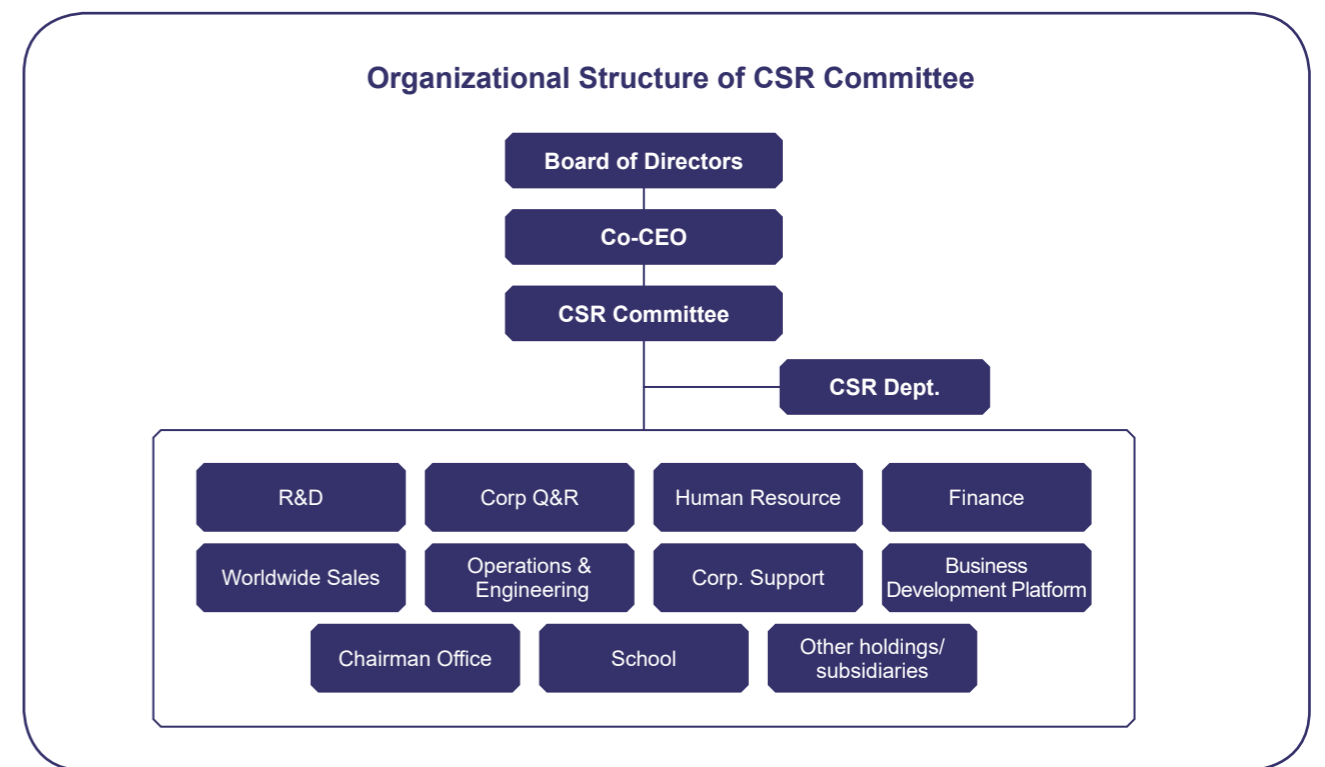 Organizational Structure of CSR Committee
Board of Directors
Co-CEO
CSR Committee
CSR Dept.
R&D
Corp Q&R
Human Resource
Finance
Worldwide Sales
Operations &
Engineering
Corp. Support
Business
Development Platform
Chairman Office
School
Other holdings/
subsidiaries